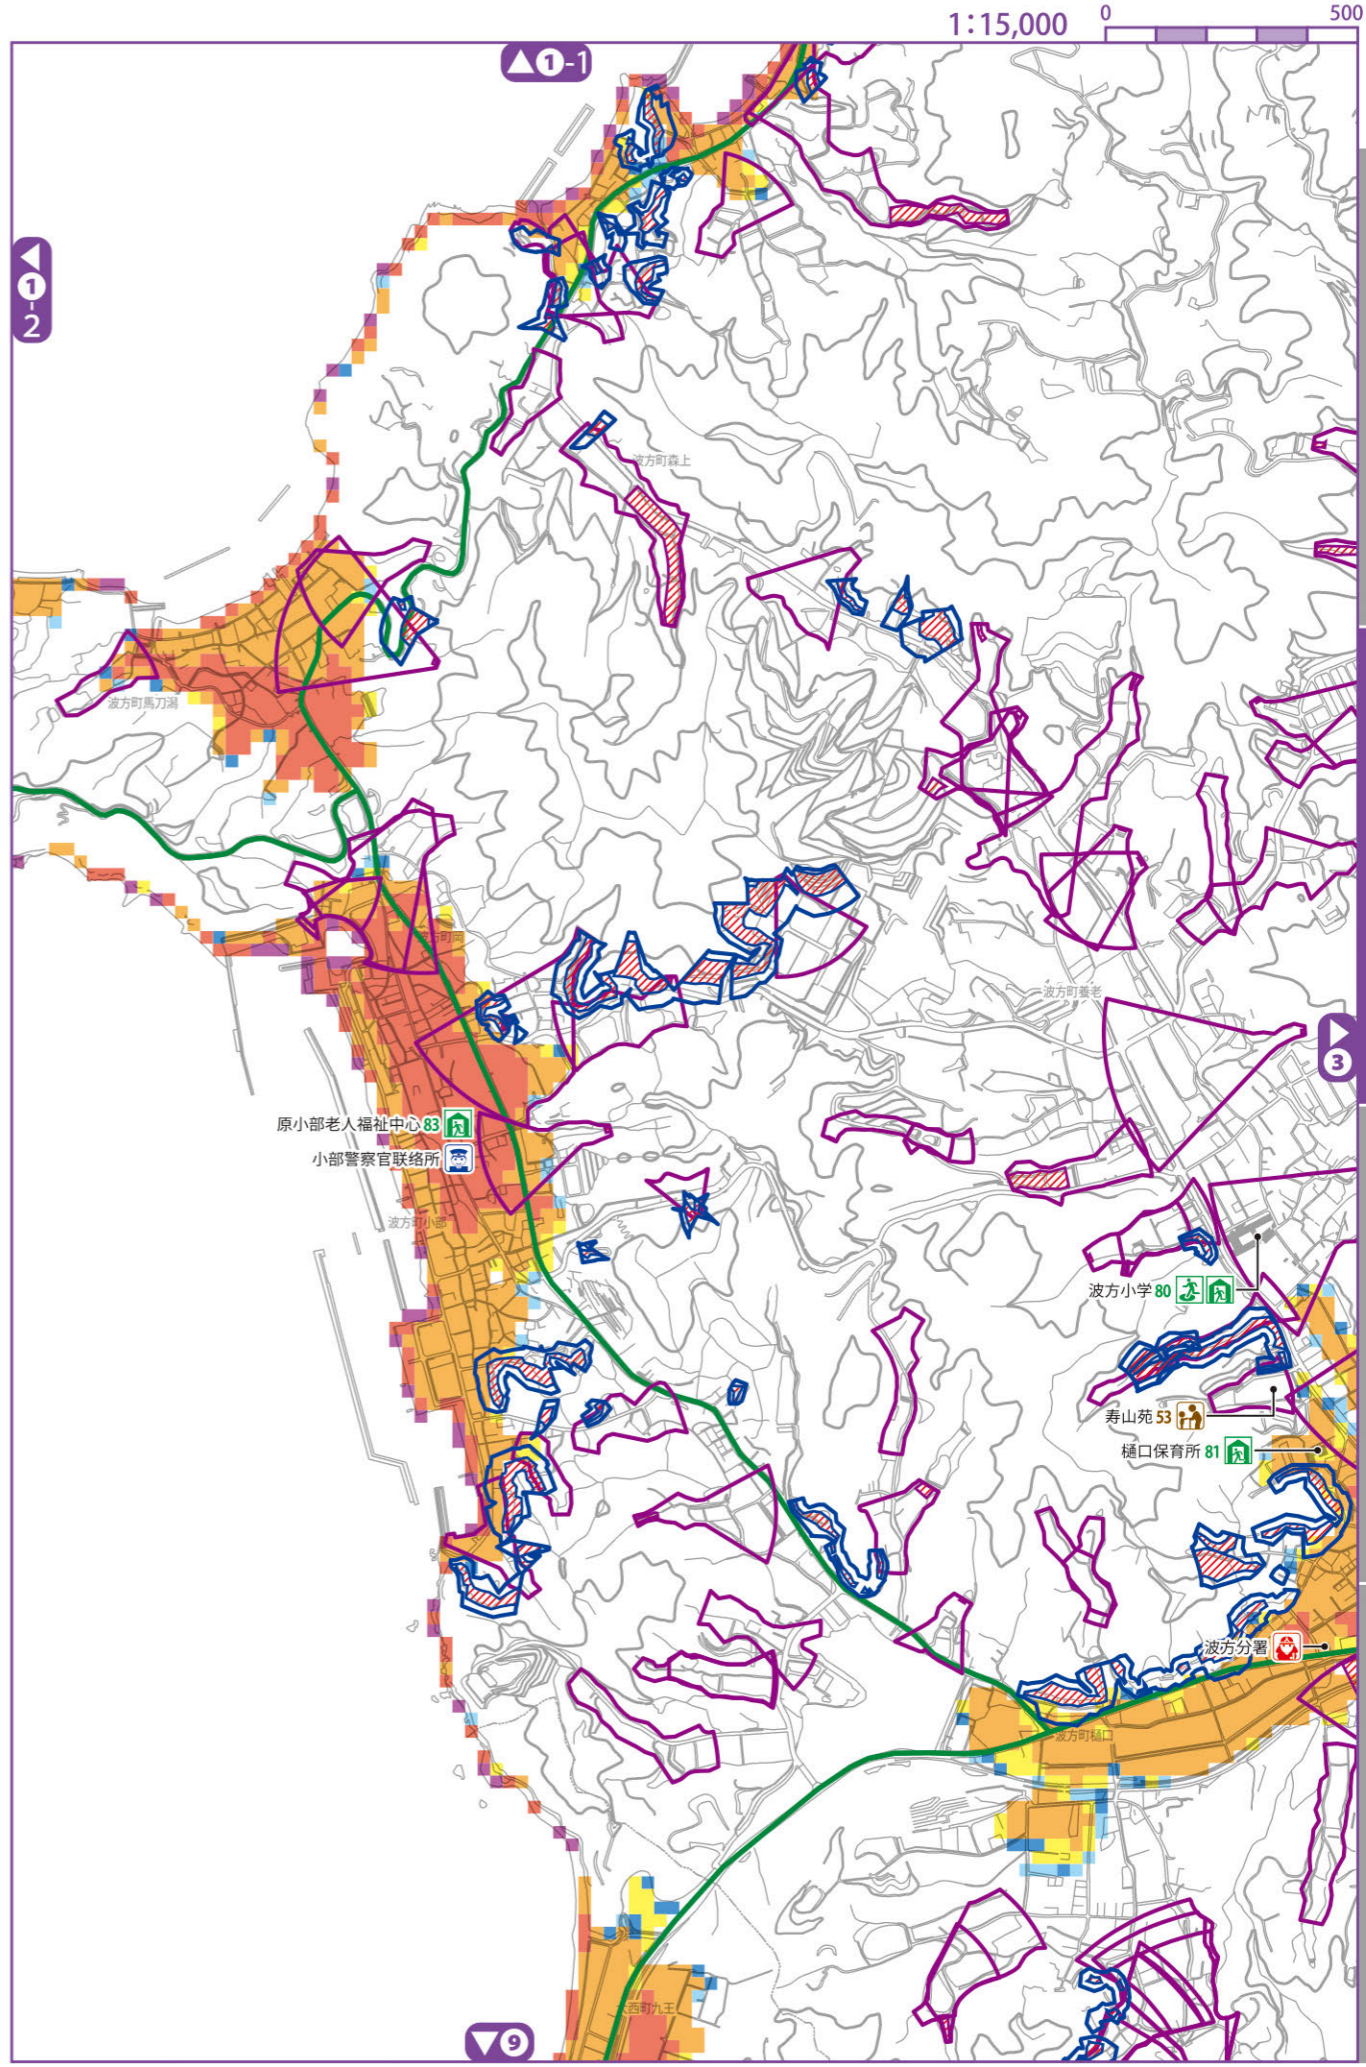 1:15,000
0
500
▲1-1
◀1-2
波方町森上
波方町馬刀潟
波方町岡
波方町養老
▶3
原小部老人福祉中心 83
小部警察官联络所
波方町小部
波方小学 80
寿山苑 53
樋口保育所 81
波方分署
波方町樋口
大西町九王
▼9